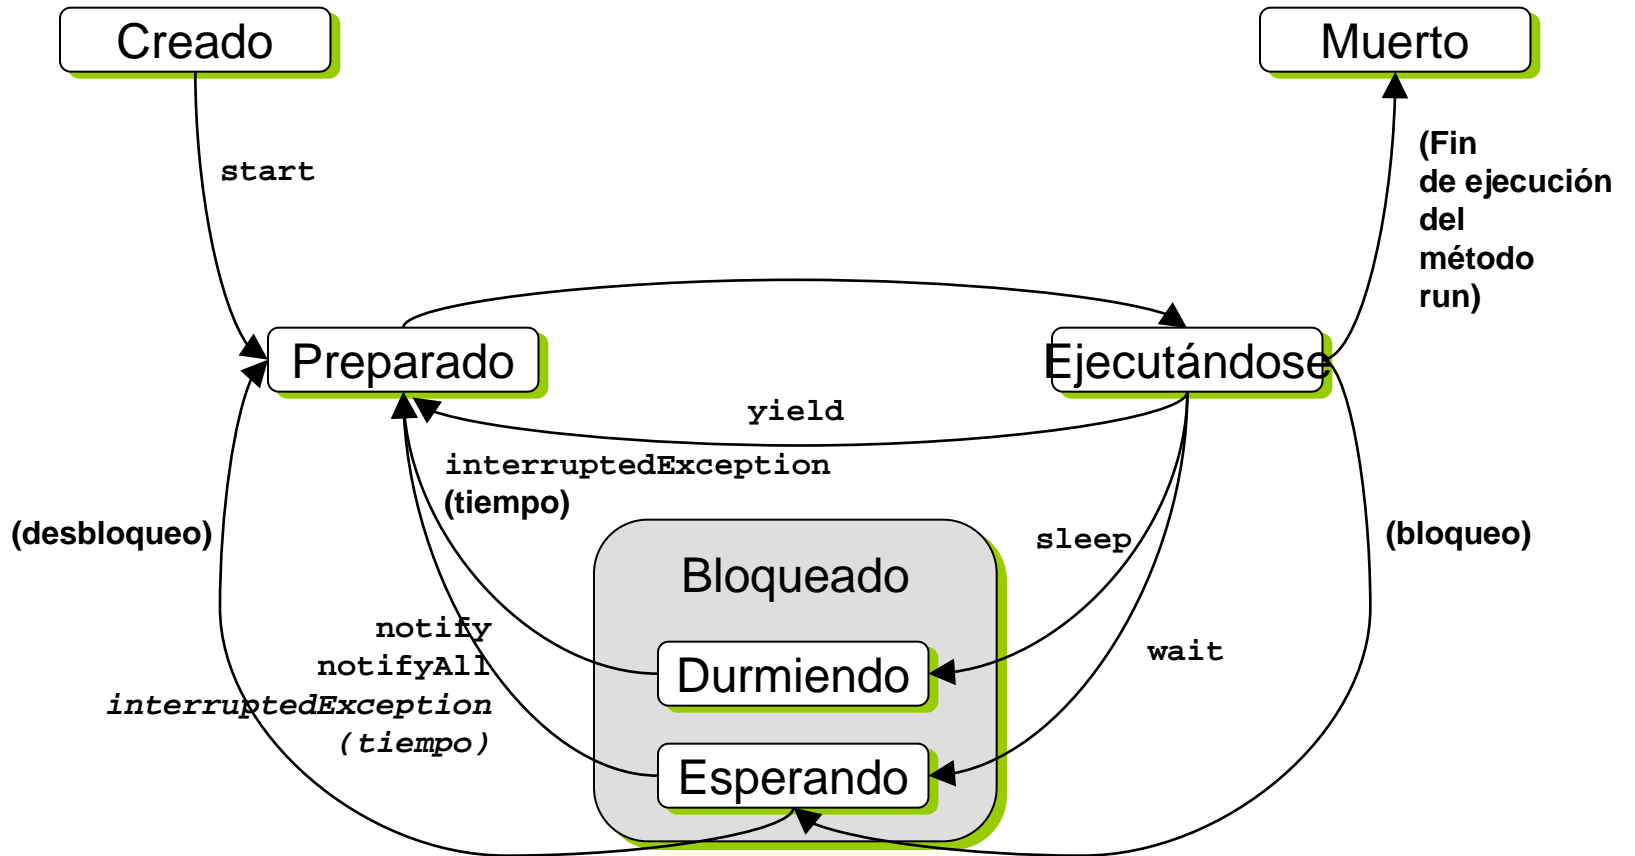 Creado
Muerto
start
(Fin
de ejecución
del
método
run)
Preparado
Ejecutándose
yield
interruptedException
(tiempo)
(desbloqueo)
sleep
(bloqueo)
Bloqueado
notify
notifyAll
interruptedException
(tiempo)
wait
Durmiendo
Esperando